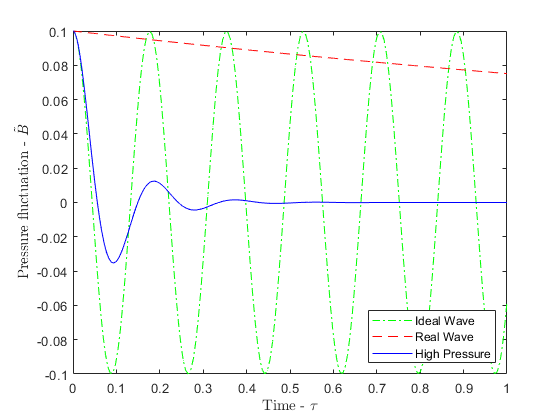 0.1
0.08
0.06
0.04
0.02
0
-0.02
-0.04
-0.06
-0.08
-0.1
Pressure fluctuation - B̃
Ideal Wave
Real Wave
High Pressure
0 0.1 0.2 0.3 0.4 0.5 0.6 0.7 0.8 0.9 1
Time - τ